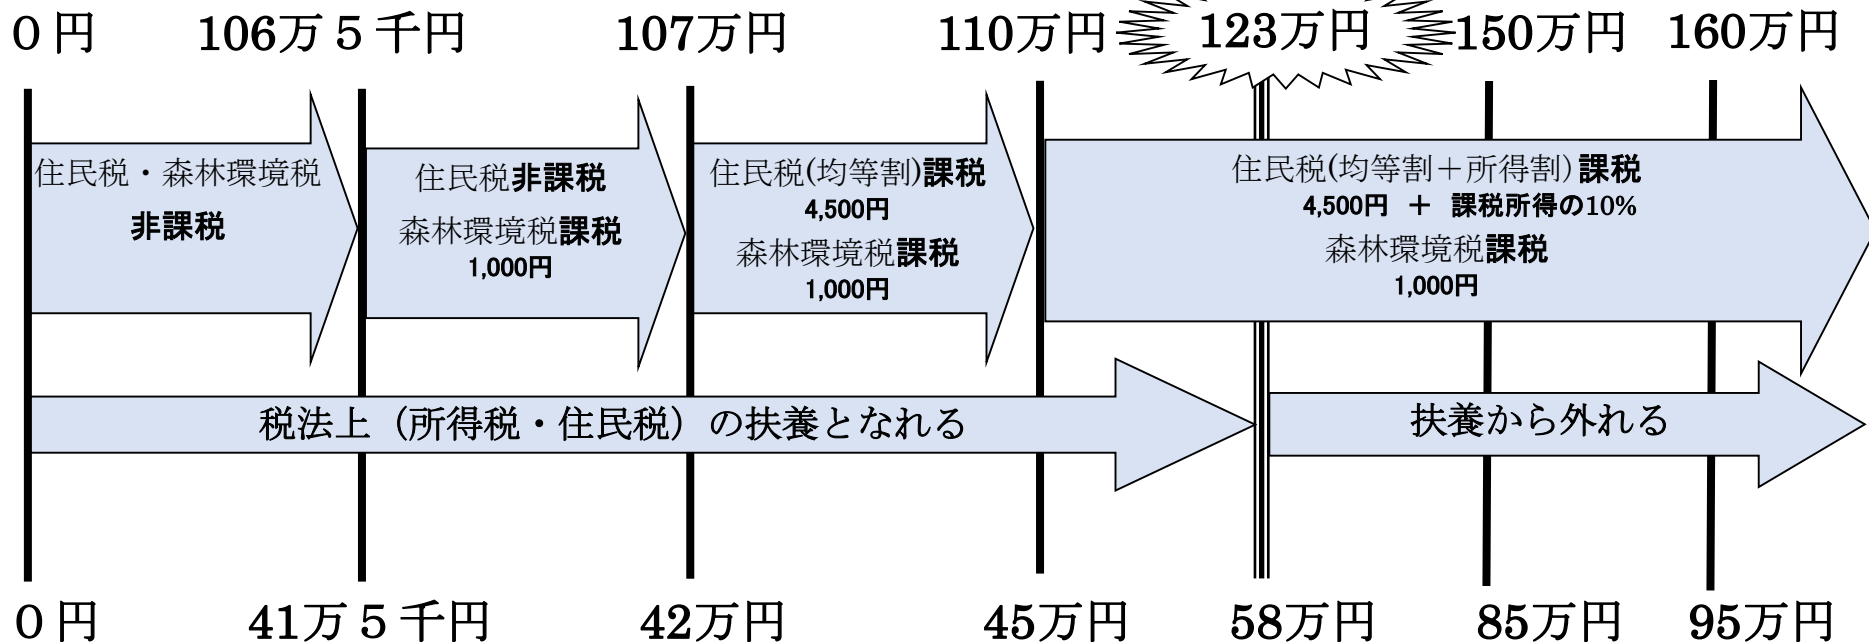 ０円
106万５千円
107万円
110万円
123万円
150万円
160万円
住民税・森林環境税
非課税
住民税非課税
森林環境税課税
1,000円
住民税(均等割)課税
4,500円
森林環境税課税
1,000円
住民税(均等割＋所得割)課税
4,500円　＋　課税所得の10%
森林環境税課税
1,000円
税法上（所得税・住民税）の扶養となれる
扶養から外れる
０円
41万５千円
42万円
45万円
58万円
85万円
95万円